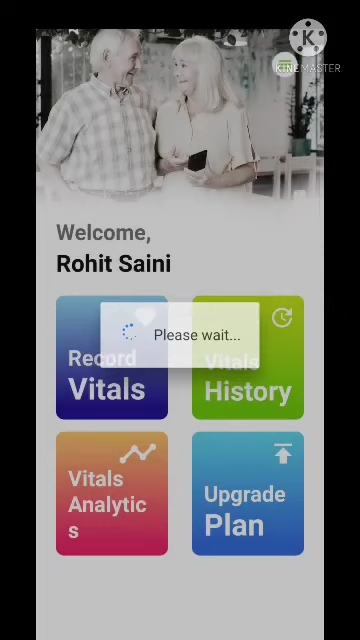 K
KINEMASTER
Welcome,
Rohit Saini
Please wait...
Record
Vitals
Vitals
History
Vitals
Analytic
s
Upgrade
Plan